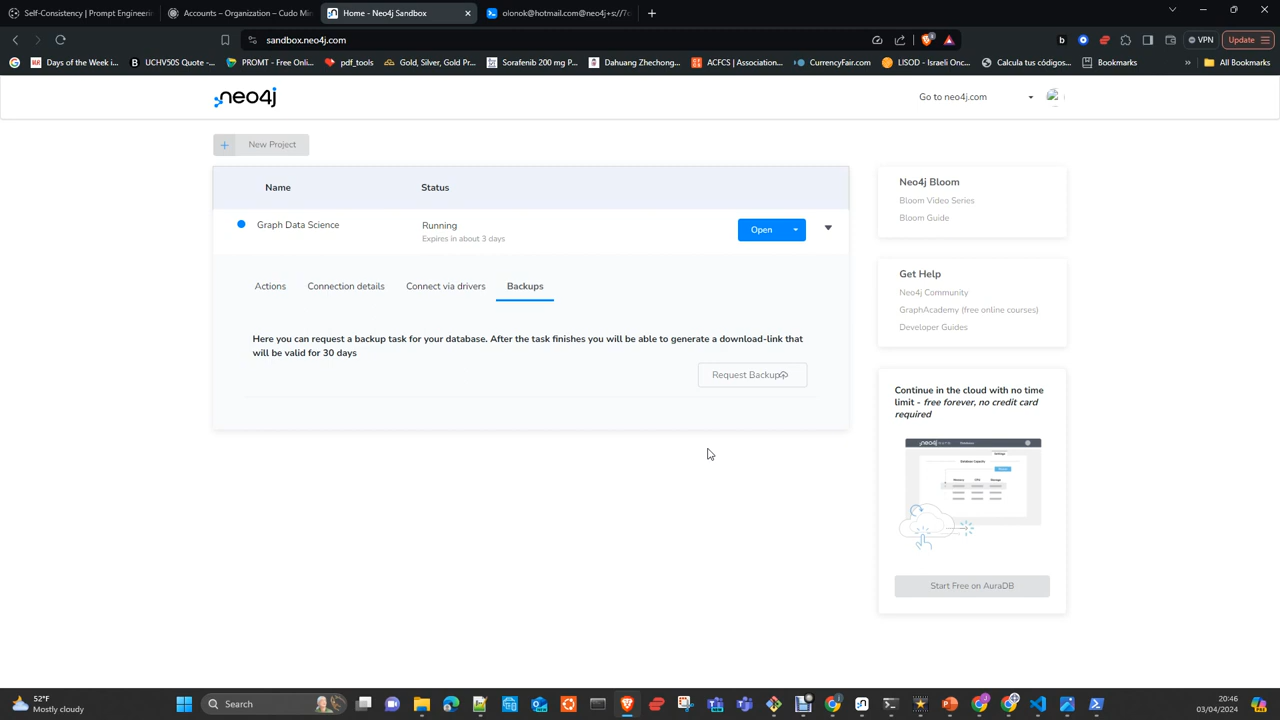 Self-Consistency | Prompt Engineerin
Accounts – Organization – Cudo Min
Home - Neo4j Sandbox
olonok@hotmail.com@neo4j+s://7c
sandbox.neo4j.com
VPN
Update
Days of the Week i...
UCHV50S Quote -...
PROMT - Free Onli...
pdf_tools
Gold, Silver, Gold Pr...
Sorafenib 200 mg P...
Dahuang Zhechong...
ACFCS | Association...
CurrencyFair.com
LISOD - Israeli Onc...
Calcula tus códigos...
Bookmarks
»
All Bookmarks
neo4j
Go to neo4j.com
+ New Project
Name
Status
Graph Data Science
Running
Expires in about 3 days
Open
Actions
Connection details
Connect via drivers
Backups
Here you can request a backup task for your database. After the task finishes you will be able to generate a download-link that
will be valid for 30 days
Request Backup
Neo4j Bloom
Bloom Video Series
Bloom Guide
Get Help
Neo4j Community
GraphAcademy (free online courses)
Developer Guides
Continue in the cloud with no time
limit - free forever, no credit card
required
Start Free on AuraDB
52°F
Mostly cloudy
Search
20:46
03/04/2024